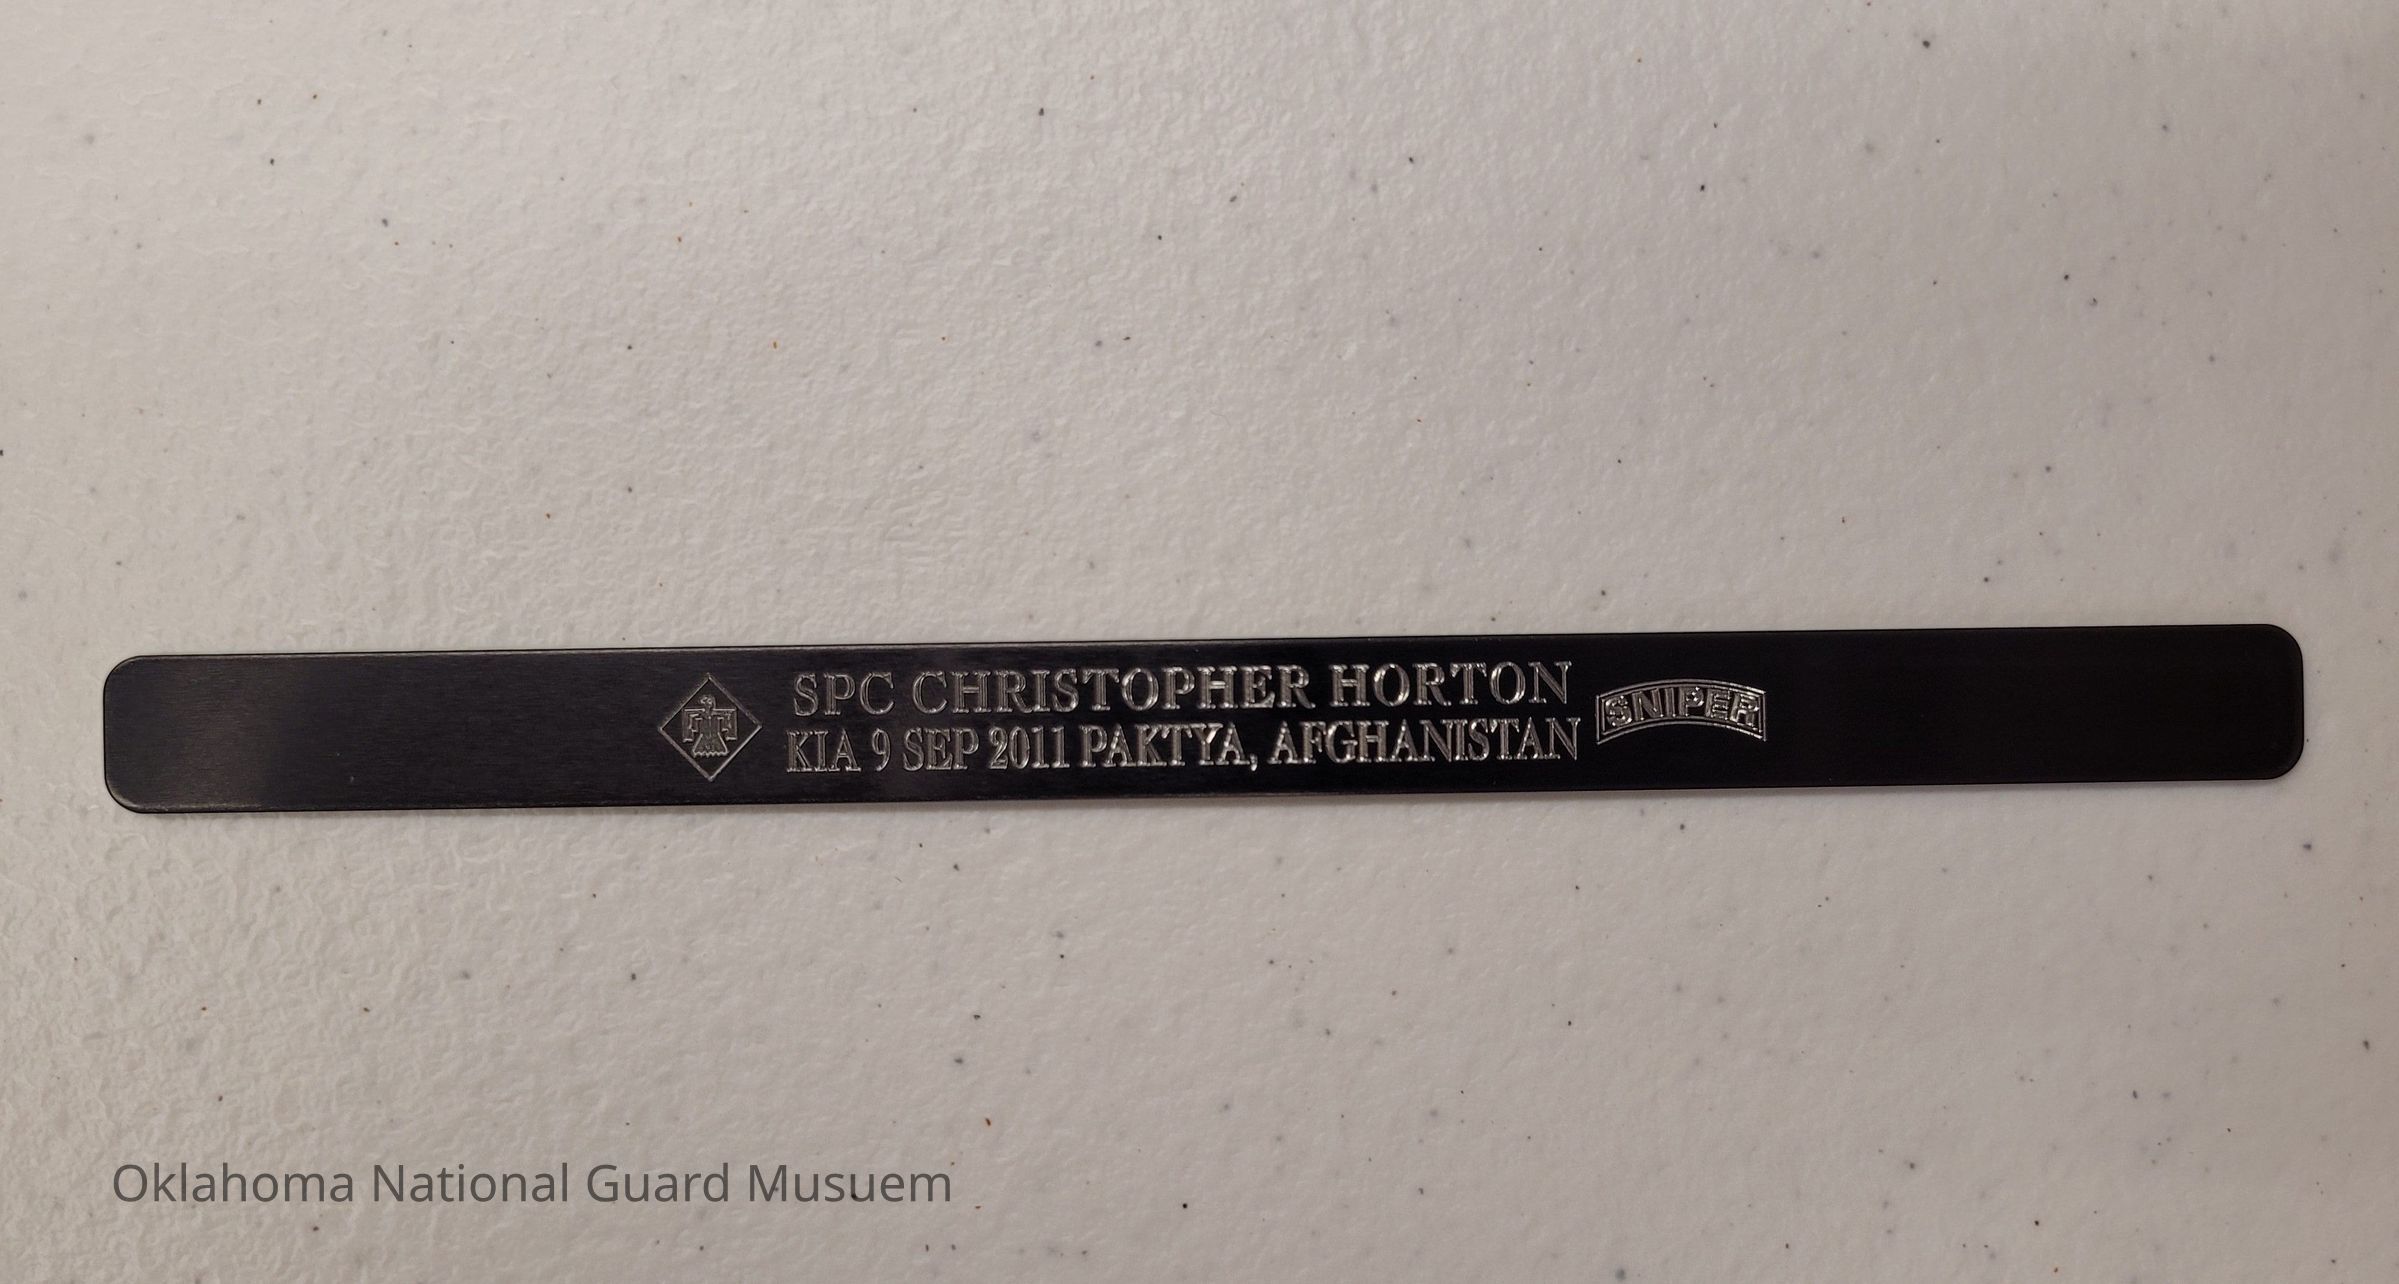 SPC CHRISTOPHER HORTON
KIA 9 SEP 2011 PAKTYA, AFGHANISTAN
SNIPER
Oklahoma National Guard Musuem